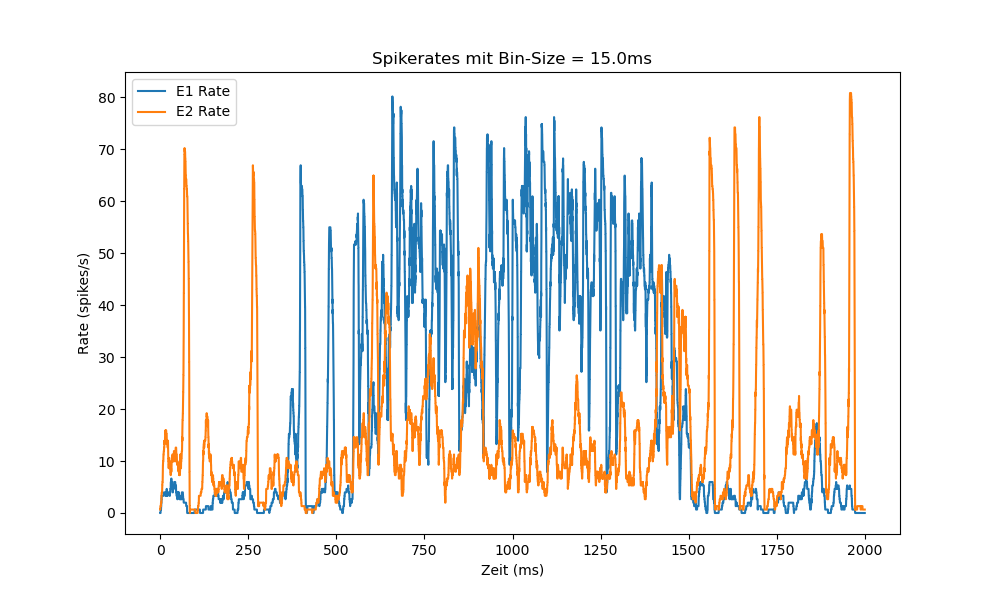 Spikerates mit Bin-Size = 15.0ms
E1 Rate
E2 Rate
80
70
60
50
40
30
20
10
0
Rate (spikes/s)
0 250 500 750 1000 1250 1500 1750 2000
Zeit (ms)